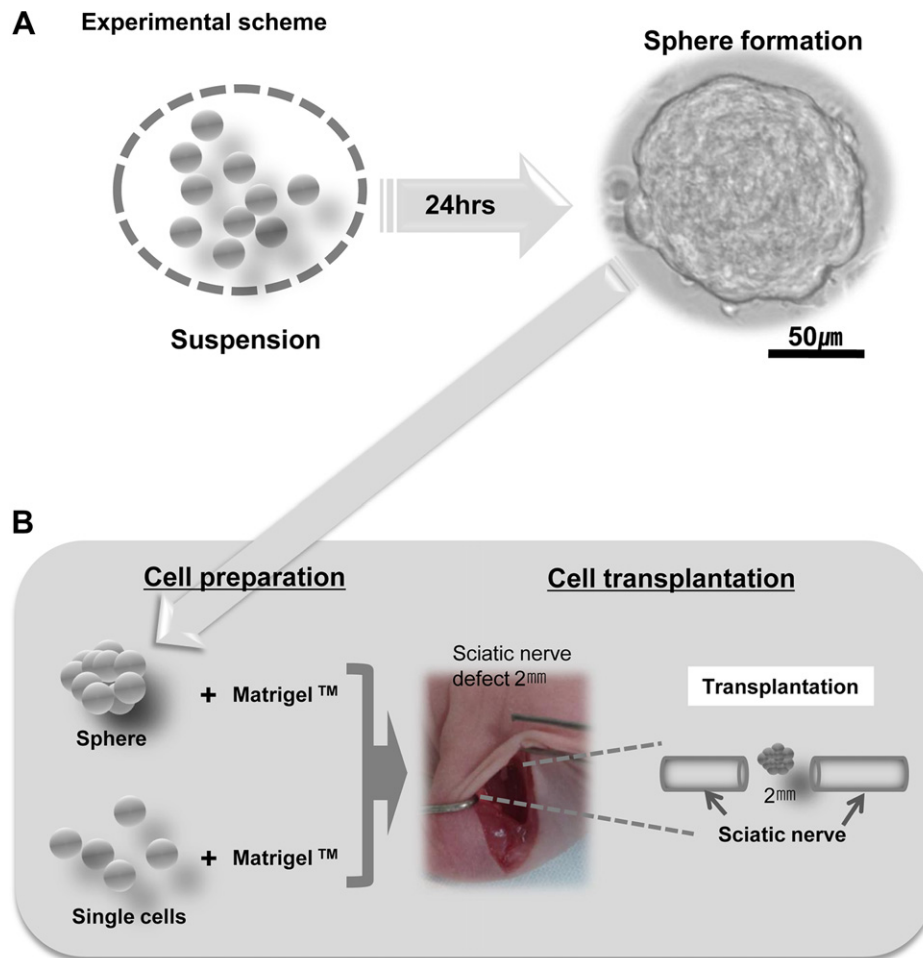 A
Experimental scheme
Sphere formation
24hrs
Suspension
50㎛
B
Cell preparation
Cell transplantation
Sciatic nerve
defect 2㎜
Transplantation
+ Matrigel ™
Sphere
2㎜
Sciatic nerve
+ Matrigel ™
Single cells